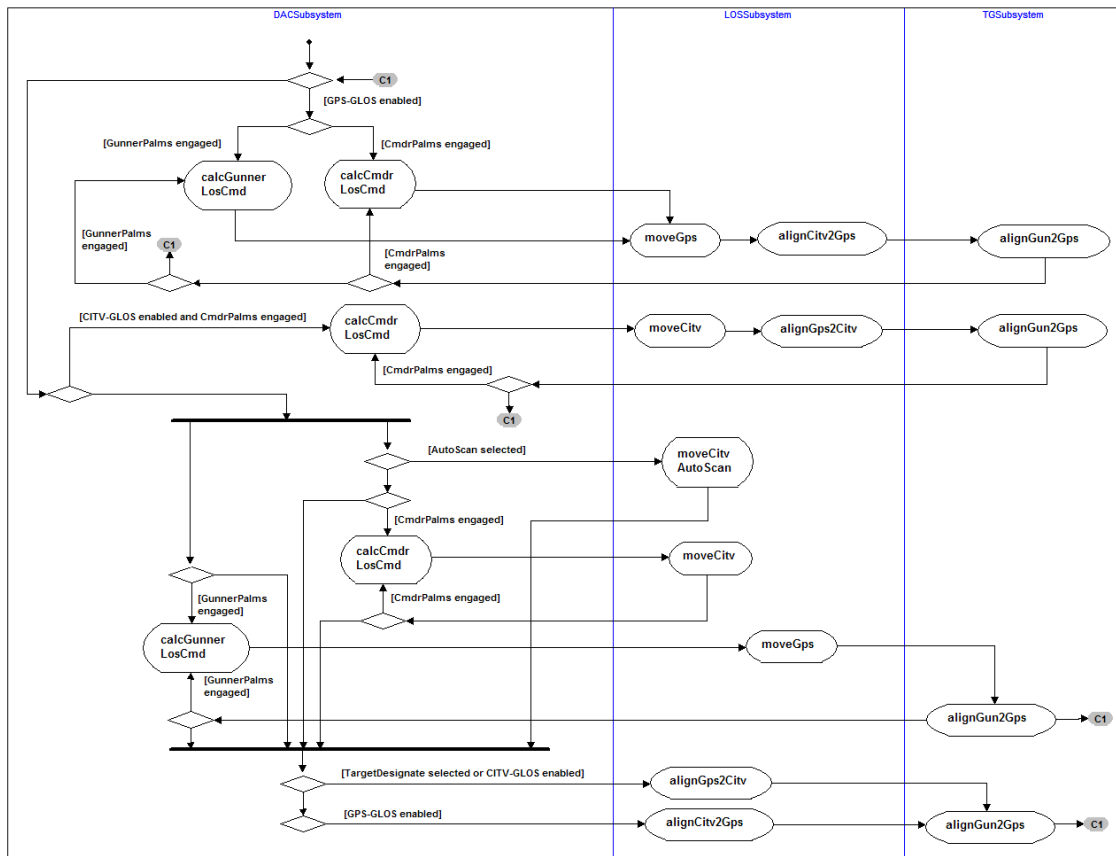 DACSubsystem
LOSSubsystem
TGSubsystem
C1
[GPS-GLOS enabled]
[GunnerPalms engaged]
[CmdrPalms engaged]
calcGunner
LosCmd
calcCmdr
LosCmd
[GunnerPalms
engaged]
C1
[CmdrPalms
engaged]
moveGps
alignCitv2Gps
alignGun2Gps
[CITV-GLOS enabled and CmdrPalms engaged]
calcCmdr
LosCmd
moveCitv
alignGps2Citv
alignGun2Gps
[CmdrPalms engaged]
C1
[AutoScan selected]
moveCitv
AutoScan
[CmdrPalms engaged]
calcCmdr
LosCmd
moveCitv
[CmdrPalms engaged]
[GunnerPalms
engaged]
calcGunner
LosCmd
moveGps
[GunnerPalms
engaged]
alignGun2Gps
C1
[TargetDesignate selected or CITV-GLOS enabled]
alignGps2Citv
[GPS-GLOS enabled]
alignCitv2Gps
alignGun2Gps
C1